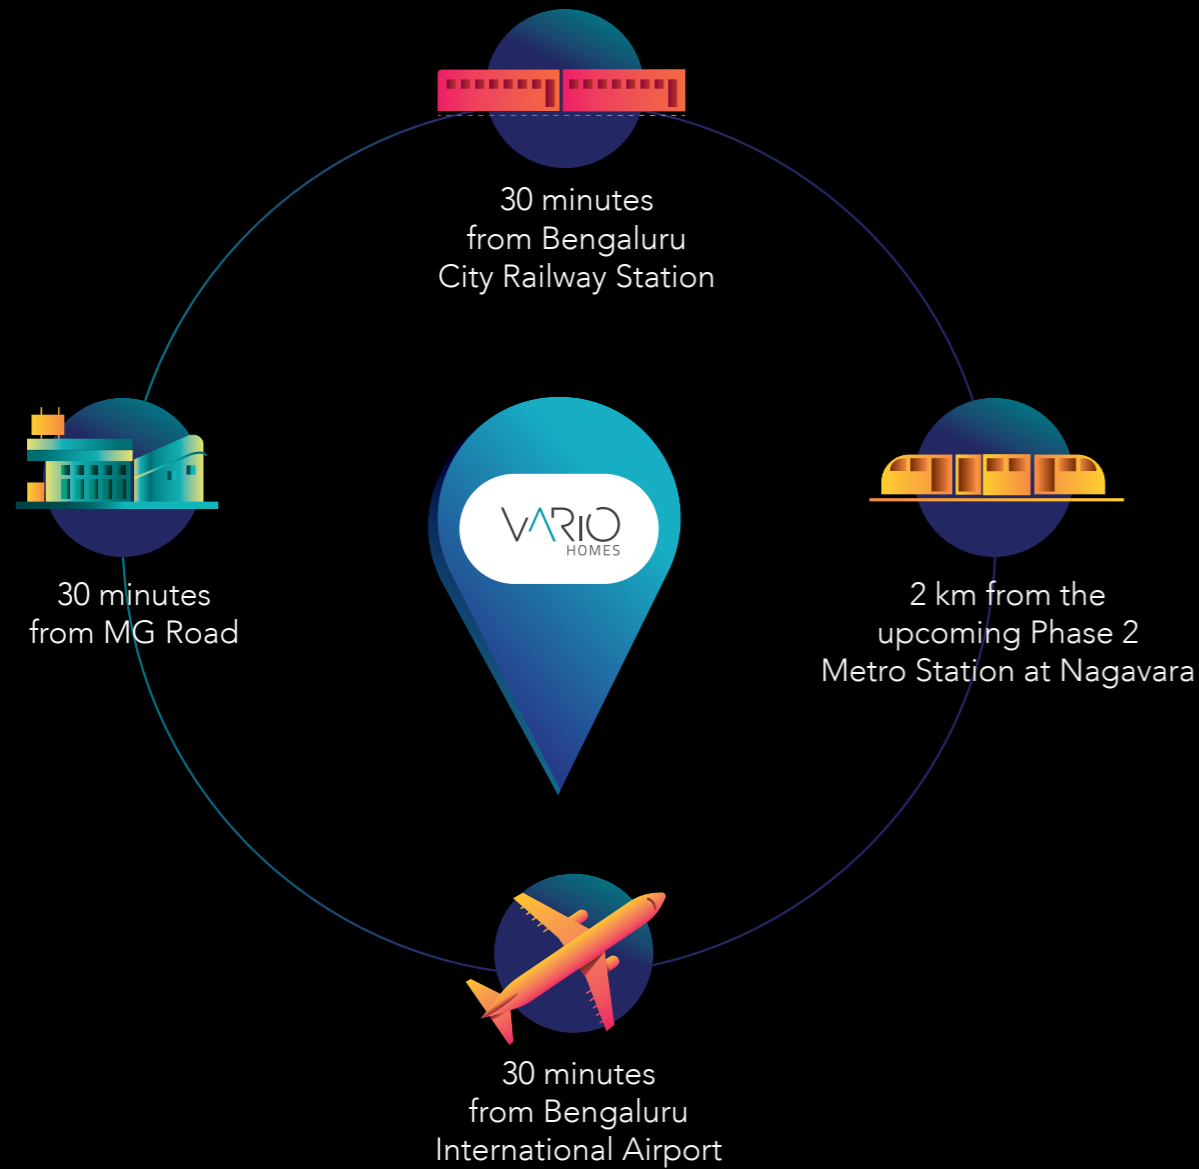 30 minutes
from Bengaluru
City Railway Station
VARIO
HOMES
30 minutes
from MG Road
2 km from the
upcoming Phase 2
Metro Station at Nagavara
30 minutes
from Bengaluru
International Airport